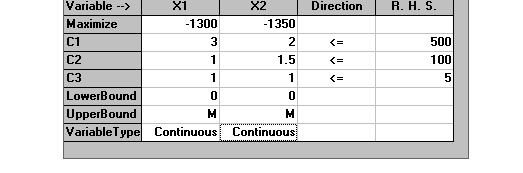 Variable --> X1 X2 Direction R. H. S.
Maximize -1300 -1350
C1 3 2 <= 500
C2 1 1.5 <= 100
C3 1 1 <= 5
LowerBound 0 0
UpperBound M M
VariableType Continuous Continuous